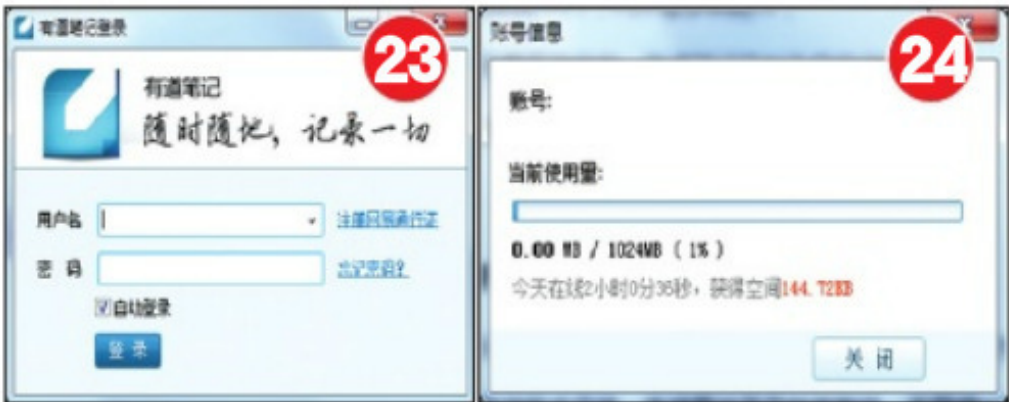 有道笔记登录
23
有道笔记
随时随地，记录一切
用户名
注册网易通行证
密 码
忘记密码?
自动登录
登 录
账号信息
24
账号:
当前使用量:
0.00 MB / 1024MB ( 1% )
今天在线2小时0分36秒，获得空间144.72KB
关 闭